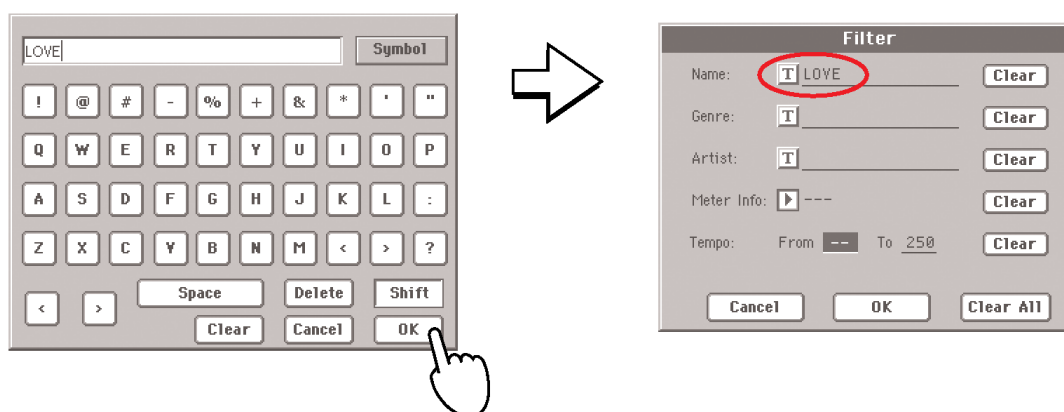 LOVE Symbol
! @ # - % + & * ' "
Q W E R T Y U I O P
A S D F G H J K L :
Z X C V B N M < > ?
< > Space Delete Shift
Clear Cancel OK
Filter
Name: T LOVE Clear
Genre: T Clear
Artist: T Clear
Meter Info: --- Clear
Tempo: From -- To 250 Clear
Cancel OK Clear All